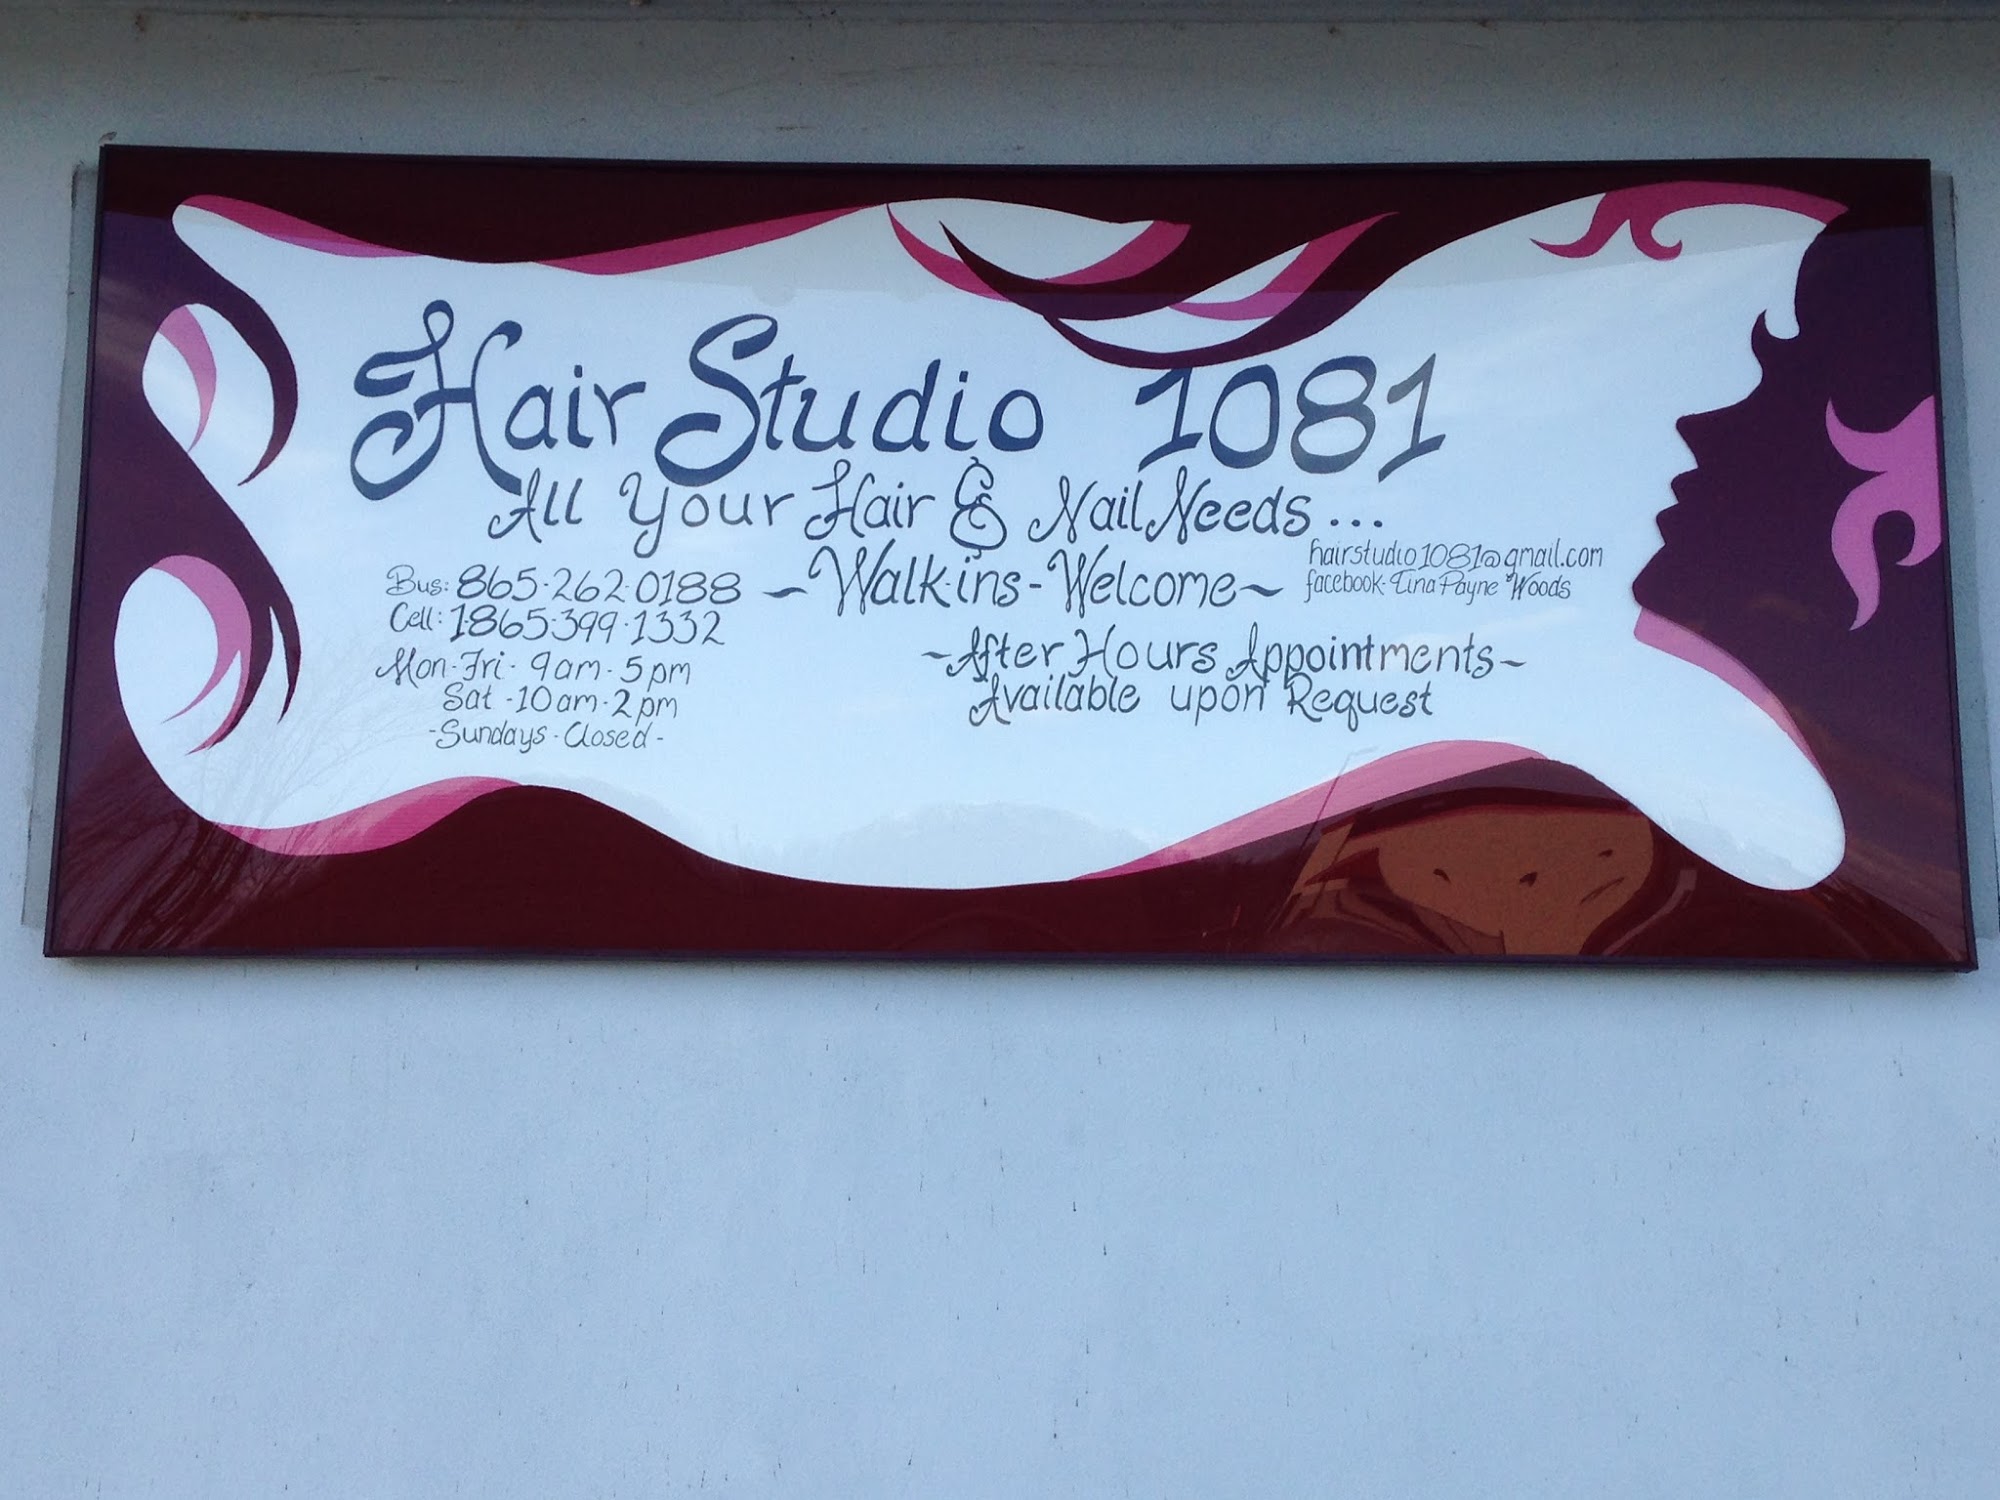 Hair Studio 1081
All Your Hair & Nail Needs...
Bus: 865-262-0188
Cell: 1-865-399-1332
Mon-Fri- 9am-5pm
Sat -10am-2pm
-Sundays-Closed-
~Walk-ins-Welcome~
hairstudio1081@gmail.com
facebook-Tina Payne Woods
~After Hours Appointments~
Available upon Request